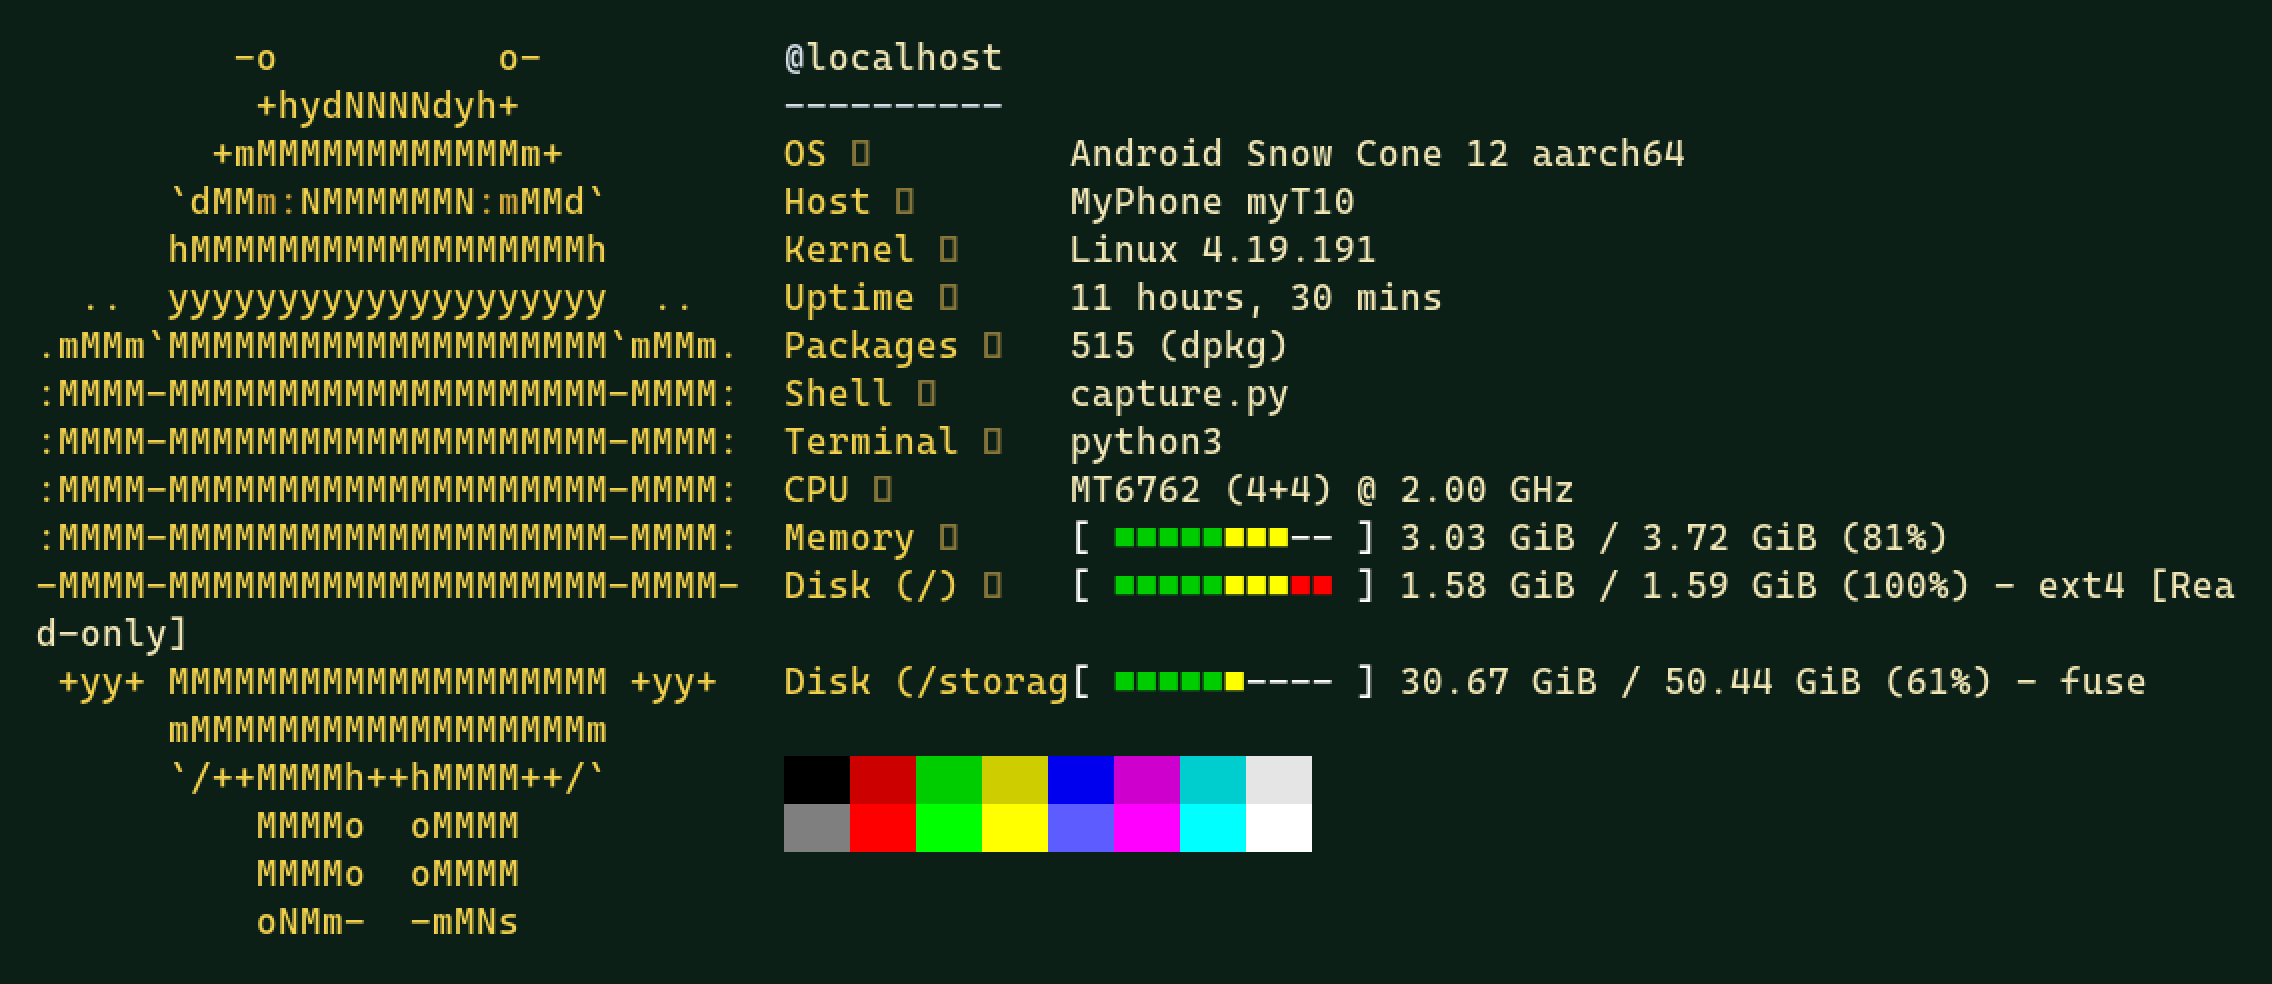 -o          o-           @localhost
          +hydNNNNdyh+            ----------
        +mMMMMMMMMMMMMm+          OS           Android Snow Cone 12 aarch64
      `dMMm:NMMMMMMN:mMMd`        Host         MyPhone myT10
      hMMMMMMMMMMMMMMMMMMh        Kernel       Linux 4.19.191
  ..  yyyyyyyyyyyyyyyyyyyy  ..    Uptime       11 hours, 30 mins
.mMMm`MMMMMMMMMMMMMMMMMMMM`mMMm.  Packages     515 (dpkg)
:MMMM-MMMMMMMMMMMMMMMMMMMM-MMMM:  Shell        capture.py
:MMMM-MMMMMMMMMMMMMMMMMMMM-MMMM:  Terminal     python3
:MMMM-MMMMMMMMMMMMMMMMMMMM-MMMM:  CPU          MT6762 (4+4) @ 2.00 GHz
:MMMM-MMMMMMMMMMMMMMMMMMMM-MMMM:  Memory       [ ■■■■■■■■-- ] 3.03 GiB / 3.72 GiB (81%)
-MMMM-MMMMMMMMMMMMMMMMMMMM-MMMM-  Disk (/)     [ ■■■■■■■■■■ ] 1.58 GiB / 1.59 GiB (100%) - ext4 [Rea
d-only]
 +yy+ MMMMMMMMMMMMMMMMMMMM +yy+   Disk (/storag[ ■■■■■■---- ] 30.67 GiB / 50.44 GiB (61%) - fuse
      mMMMMMMMMMMMMMMMMMMm
      `/++MMMMh++hMMMM++/`
          MMMMo  oMMMM
          MMMMo  oMMMM
          oNMm-  -mMNs